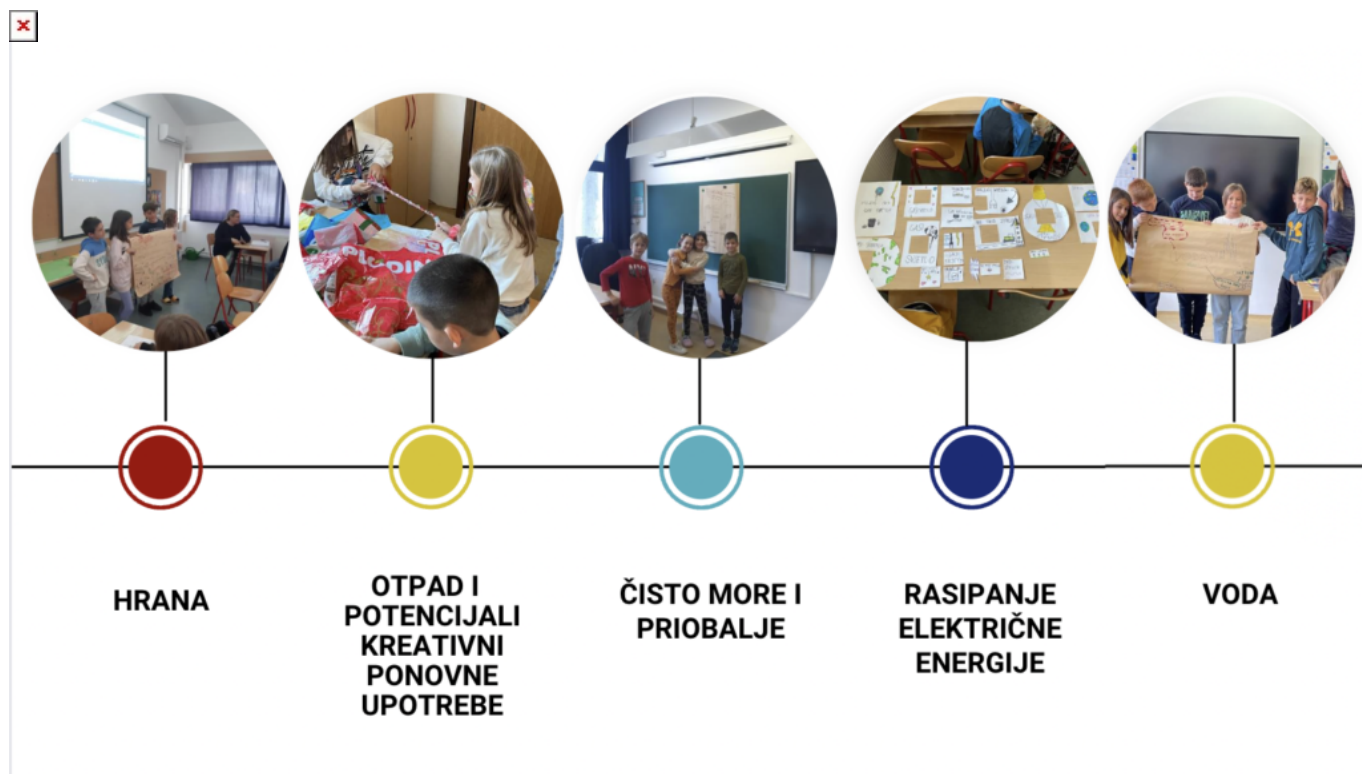 HRANA
OTPAD I
POTENCIJALI
KREATIVNI
PONOVNE
UPOTREBE
ČISTO MORE I
PRIOBALJE
RASIPANJE
ELEKTRIČNE
ENERGIJE
VODA